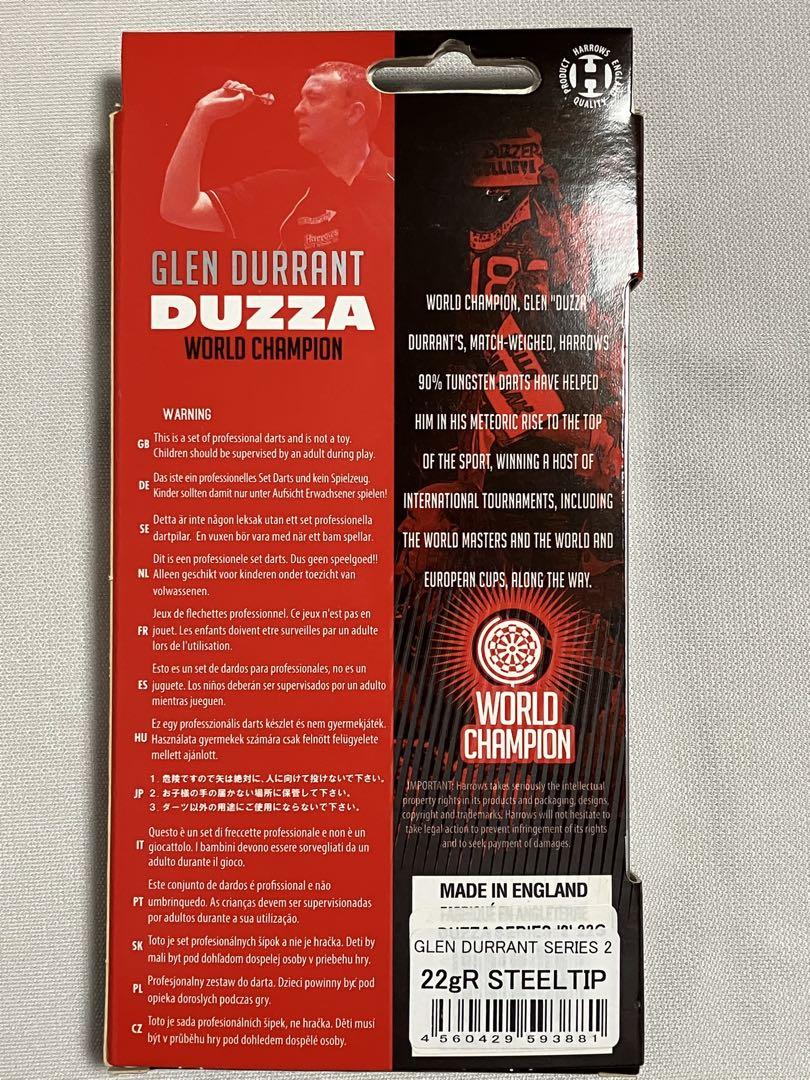 PRODUCT HARROWS ENGLAND QUALITY
H
Harrows
180
GLEN DURRANT
DUZZA
WORLD CHAMPION
WARNING
GB This is a set of professional darts and is not a toy.
Children should be supervised by an adult during play.
DE Das iste ein professionelles Set Darts und kein Spielzeug.
Kinder sollten damit nur unter Aufsicht Erwachsener spielen!
SE Detta är inte någon leksak utan ett set professionella
dartpilar. En vuxen bör vara med när ett bam spellar.
Dit is een professionele set darts. Dus geen speelgoed!!
NL Alleen geschikt voor kinderen onder toezicht van
volwassenen.
Jeux de flechettes professionnel. Ce jeux n'est pas en
FR jouet. Les enfants doivent etre surveilles par un adulte
lors de l'utilisation.
Esto es un set de dardos para professionales, no es un
ES juguete. Los niños deberán ser supervisados por un adulto
mientras jueguen.
Ez egy professzionális darts készlet és nem gyermekjáték.
HU Használata gyermekek számára csak felnött felügyelete
mellett ajánlott.
1. 危険ですので矢は絶対に、人に向けて投げないで下さい。
JP 2. お子様の手の届かない場所に保管して下さい。
3. ダーツ以外の用途にご使用にならないで下さい。
Questo è un set di freccette professionale e non è un
IT giocattolo. I bambini devono essere sorvegliati da un
adulto durante il gioco.
Este conjunto de dardos é profissional e não
PT umbrinquedo. As crianças devem ser supervisionadas
por adultos durante a sua utilização.
SK Toto je set profesionálnych šípok a nie je hračka. Deti by
mali byt pod dohľadom dospelej osoby v priebehu hry.
PL Profesjonalny zestaw do darta. Dzieci powinny być pod
opieka doroslych podczas gry.
CZ Toto je sada profesionálních šipek, ne hračka. Děti musí
být v průběhu hry pod dohledem dospělé osoby.
WORLD CHAMPION, GLEN "DUZZA"
DURRANT'S, MATCH-WEIGHED, HARROWS
90% TUNGSTEN DARTS HAVE HELPED
HIM IN HIS METEORIC RISE TO THE TOP
OF THE SPORT, WINNING A HOST OF
INTERNATIONAL TOURNAMENTS, INCLUDING
THE WORLD MASTERS AND THE WORLD AND
EUROPEAN CUPS, ALONG THE WAY.
WORLD
CHAMPION
IMPORTANT: Harrows takes seriously the intellectual
property rights in its products and packaging, designs,
copyright and trademarks. Harrows will not hesitate to
take legal action to prevent infringement of its rights
and to seek payment of damages.
MADE IN ENGLAND
FABRIQUÉ EN ANGLETERRE
GLEN DURRANT SERIES 2
22gR STEELTIP
4 560429 593881